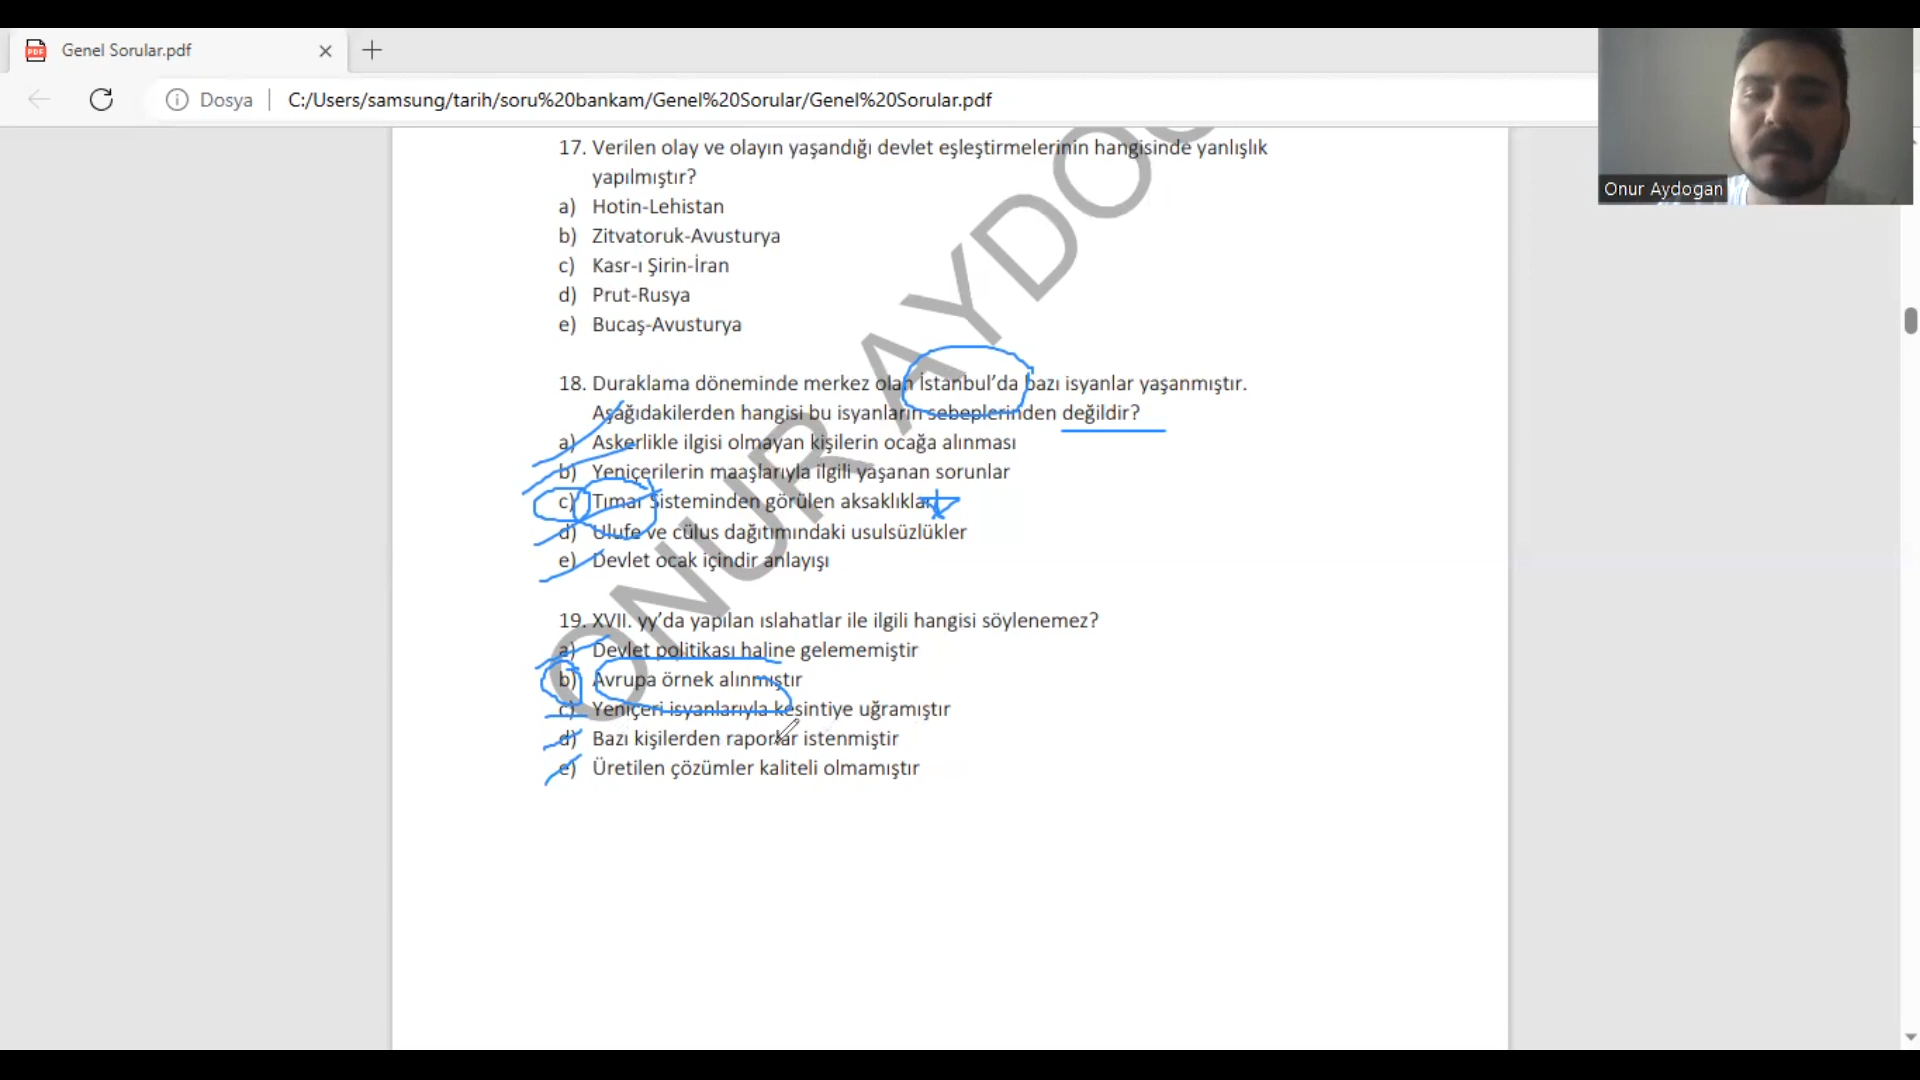 Genel Sorular.pdf
Dosya
C:/Users/samsung/tarih/soru%20bankam/Genel%20Sorular/Genel%20Sorular.pdf
Onur Aydogan
17. Verilen olay ve olayın yaşandığı devlet eşleştirmelerinin hangisinde yanlışlık
yapılmıştır?
a) Hotin-Lehistan
b) Zitvatoruk-Avusturya
c) Kasr-ı Şirin-İran
d) Prut-Rusya
e) Bucaş-Avusturya
18. Duraklama döneminde merkez olan İstanbul’da bazı isyanlar yaşanmıştır.
Aşağıdakilerden hangisi bu isyanların sebeplerinden değildir?
a) Askerlikle ilgisi olmayan kişilerin ocağa alınması
b) Yeniçerilerin maaşlarıyla ilgili yaşanan sorunlar
c) Tımar Sisteminden görülen aksaklıklar
d) Ulufe ve cülus dağıtımındaki usulsüzlükler
e) Devlet ocak içindir anlayışı
19. XVII. yy’da yapılan ıslahatlar ile ilgili hangisi söylenemez?
a) Devlet politikası haline gelememiştir
b) Avrupa örnek alınmıştır
c) Yeniçeri isyanlarıyla kesintiye uğramıştır
d) Bazı kişilerden raporlar istenmiştir
e) Üretilen çözümler kaliteli olmamıştır
ONUR AYDO